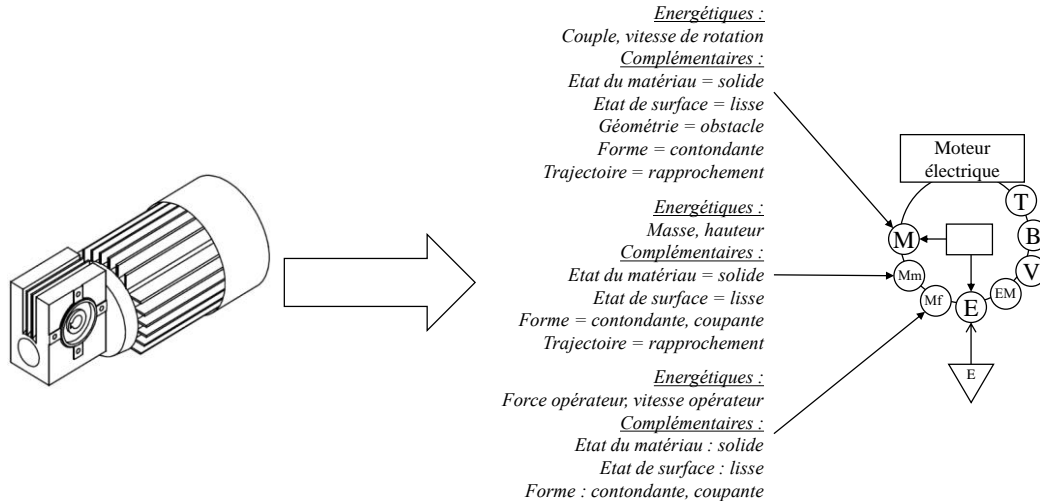 Energétiques :
Couple, vitesse de rotation
Complémentaires :
Etat du matériau = solide
Etat de surface = lisse
Géométrie = obstacle
Forme = contondante
Trajectoire = rapprochement
Energétiques :
Masse, hauteur
Complémentaires :
Etat du matériau = solide
Etat de surface = lisse
Forme = contondante, coupante
Trajectoire = rapprochement
Energétiques :
Force opérateur, vitesse opérateur
Complémentaires :
Etat du matériau : solide
Etat de surface : lisse
Forme : contondante, coupante
Moteur
électrique
T
B
V
EM
E
Mf
Mm
M
E